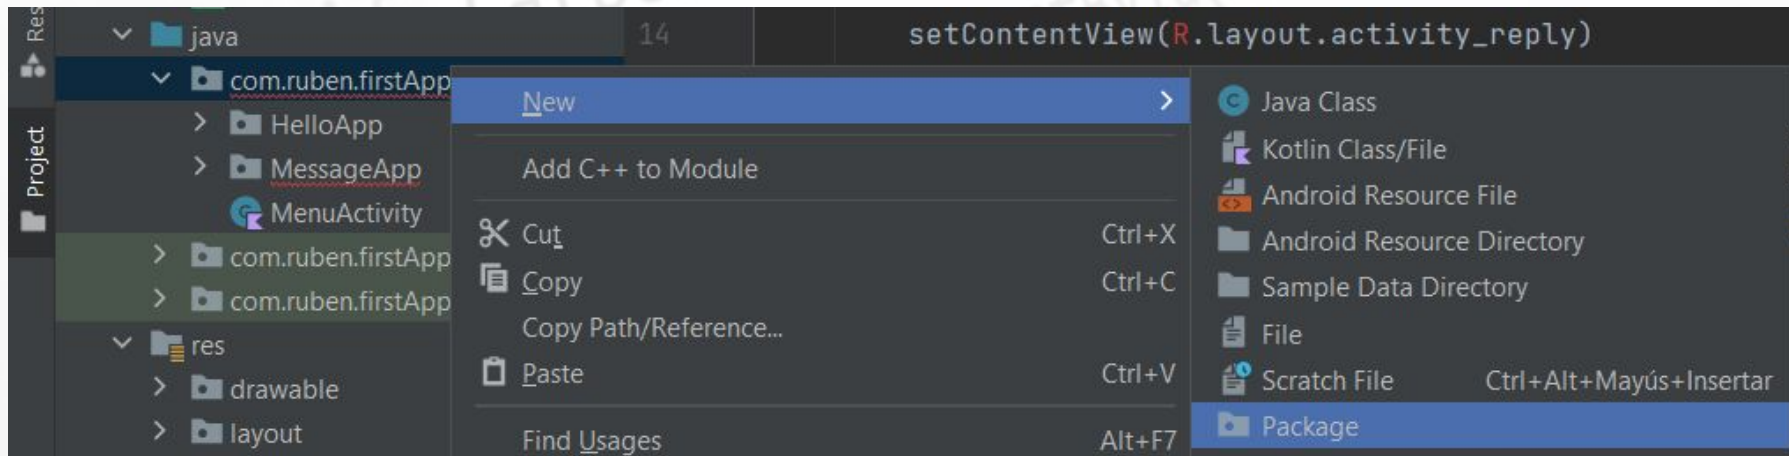 Res
Project
java
com.ruben.firstApp
HelloApp
MessageApp
MenuActivity
com.ruben.firstApp
com.ruben.firstApp
res
drawable
layout
14 setContentView(R.layout.activity_reply)
New
Add C++ to Module
Cut Ctrl+X
Copy Ctrl+C
Copy Path/Reference...
Paste Ctrl+V
Find Usages Alt+F7
Java Class
Kotlin Class/File
Android Resource File
Android Resource Directory
Sample Data Directory
File
Scratch File Ctrl+Alt+Mayús+Insertar
Package